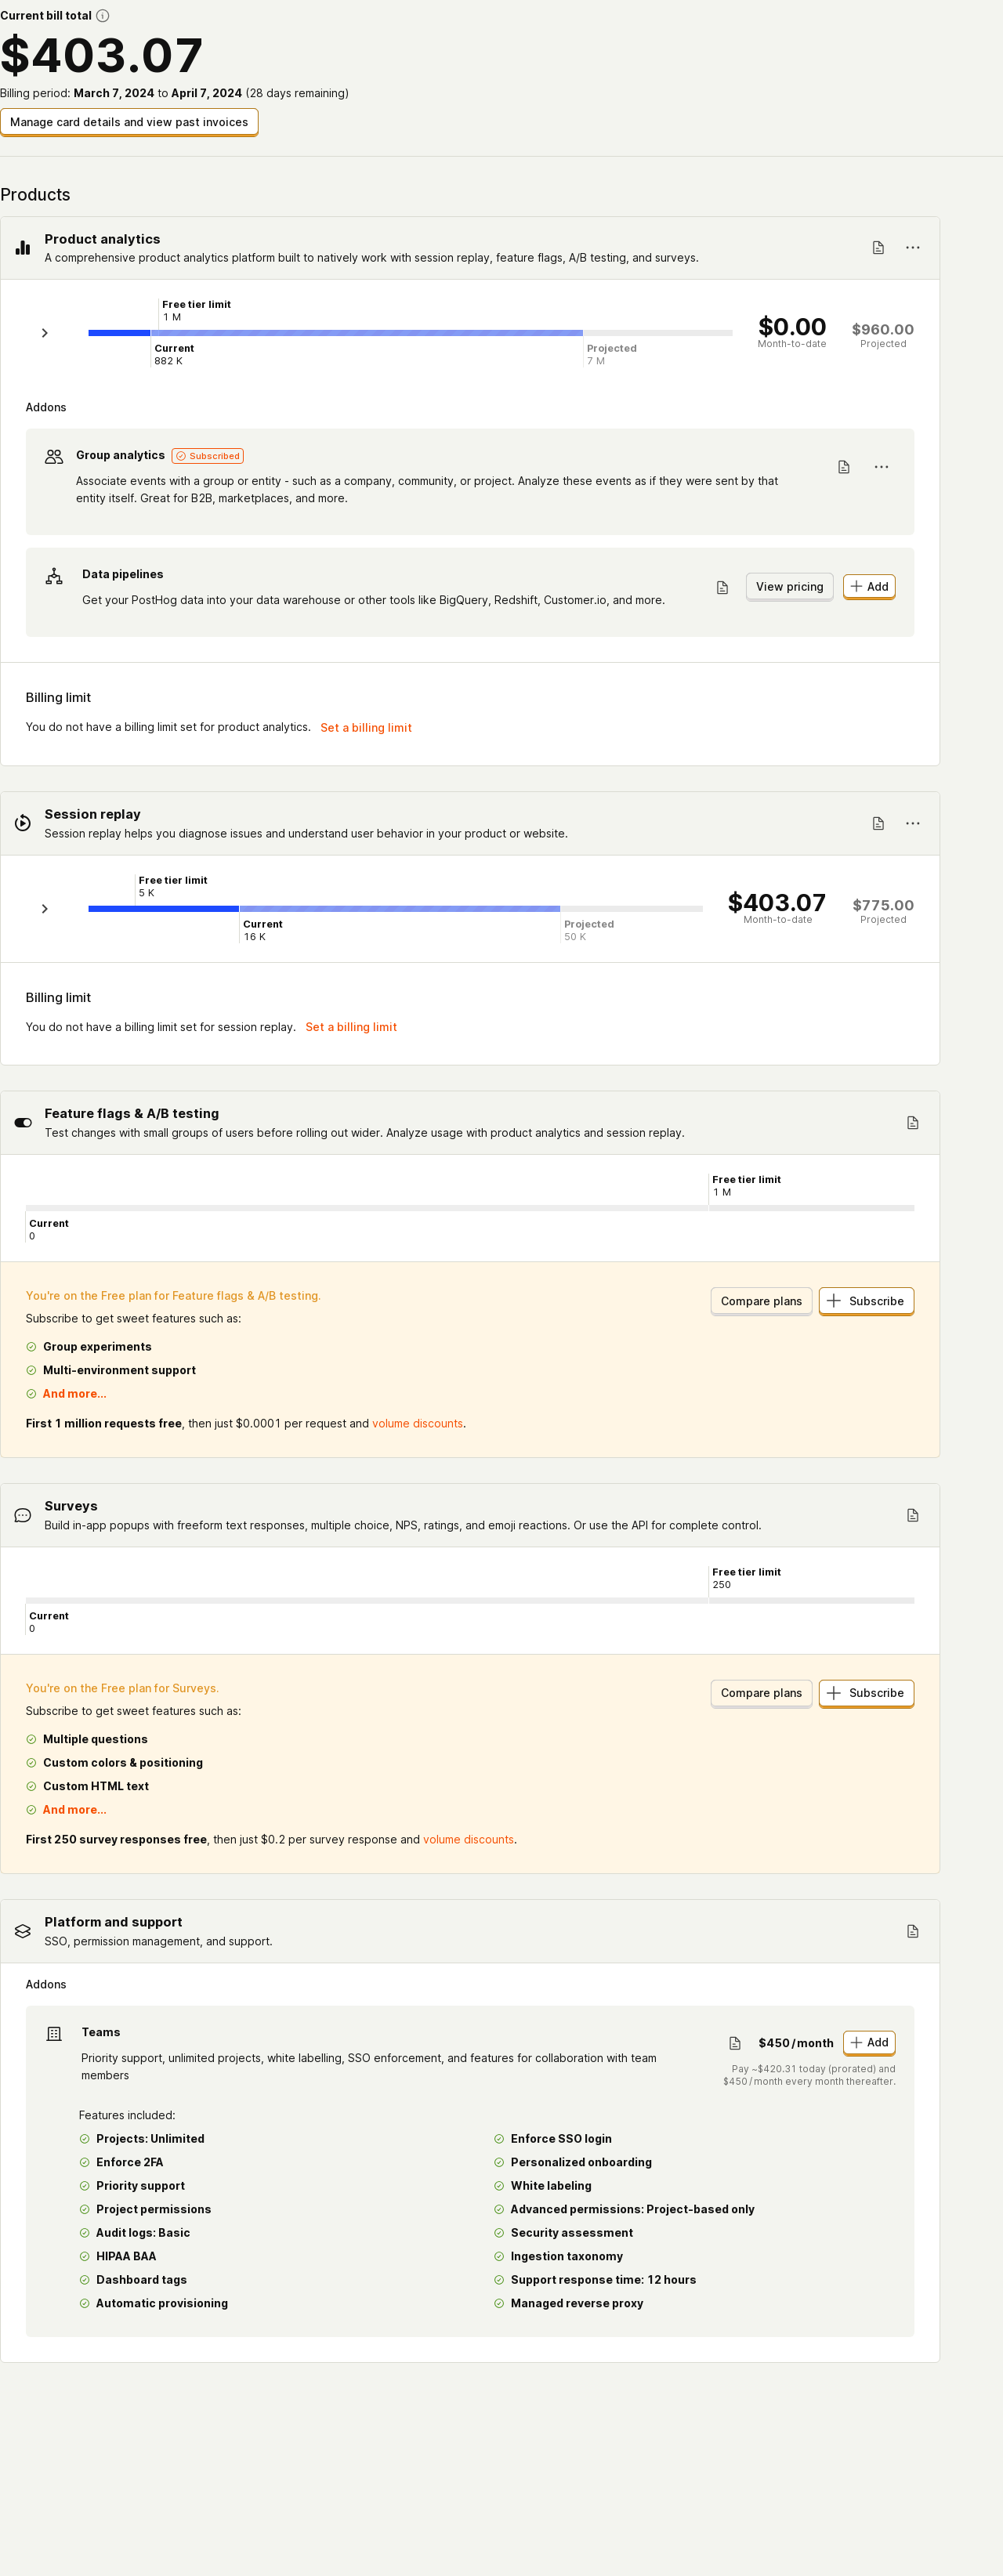 Current bill total
$403.07
Billing period: March 7, 2024 to April 7, 2024 (28 days remaining)
Manage card details and view past invoices
Products
Product analytics
A comprehensive product analytics platform built to natively work with session replay, feature flags, A/B testing, and surveys.
Free tier limit
1 M
Current
882 K
Projected
7 M
$0.00
Month-to-date
$960.00
Projected
Addons
Group analytics Subscribed
Associate events with a group or entity - such as a company, community, or project. Analyze these events as if they were sent by that
entity itself. Great for B2B, marketplaces, and more.
Data pipelines
Get your PostHog data into your data warehouse or other tools like BigQuery, Redshift, Customer.io, and more.
View pricing
Add
Billing limit
You do not have a billing limit set for product analytics. Set a billing limit
Session replay
Session replay helps you diagnose issues and understand user behavior in your product or website.
Free tier limit
5 K
Current
16 K
Projected
50 K
$403.07
Month-to-date
$775.00
Projected
Billing limit
You do not have a billing limit set for session replay. Set a billing limit
Feature flags & A/B testing
Test changes with small groups of users before rolling out wider. Analyze usage with product analytics and session replay.
Free tier limit
1 M
Current
0
You're on the Free plan for Feature flags & A/B testing.
Compare plans
Subscribe
Subscribe to get sweet features such as:
Group experiments
Multi-environment support
And more...
First 1 million requests free, then just $0.0001 per request and volume discounts.
Surveys
Build in-app popups with freeform text responses, multiple choice, NPS, ratings, and emoji reactions. Or use the API for complete control.
Free tier limit
250
Current
0
You're on the Free plan for Surveys.
Compare plans
Subscribe
Subscribe to get sweet features such as:
Multiple questions
Custom colors & positioning
Custom HTML text
And more...
First 250 survey responses free, then just $0.2 per survey response and volume discounts.
Platform and support
SSO, permission management, and support.
Addons
Teams
Priority support, unlimited projects, white labelling, SSO enforcement, and features for collaboration with team
members
$450/month
Add
Pay ~$420.31 today (prorated) and
$450/month every month thereafter.
Features included:
Projects: Unlimited
Enforce 2FA
Priority support
Project permissions
Audit logs: Basic
HIPAA BAA
Dashboard tags
Automatic provisioning
Enforce SSO login
Personalized onboarding
White labeling
Advanced permissions: Project-based only
Security assessment
Ingestion taxonomy
Support response time: 12 hours
Managed reverse proxy